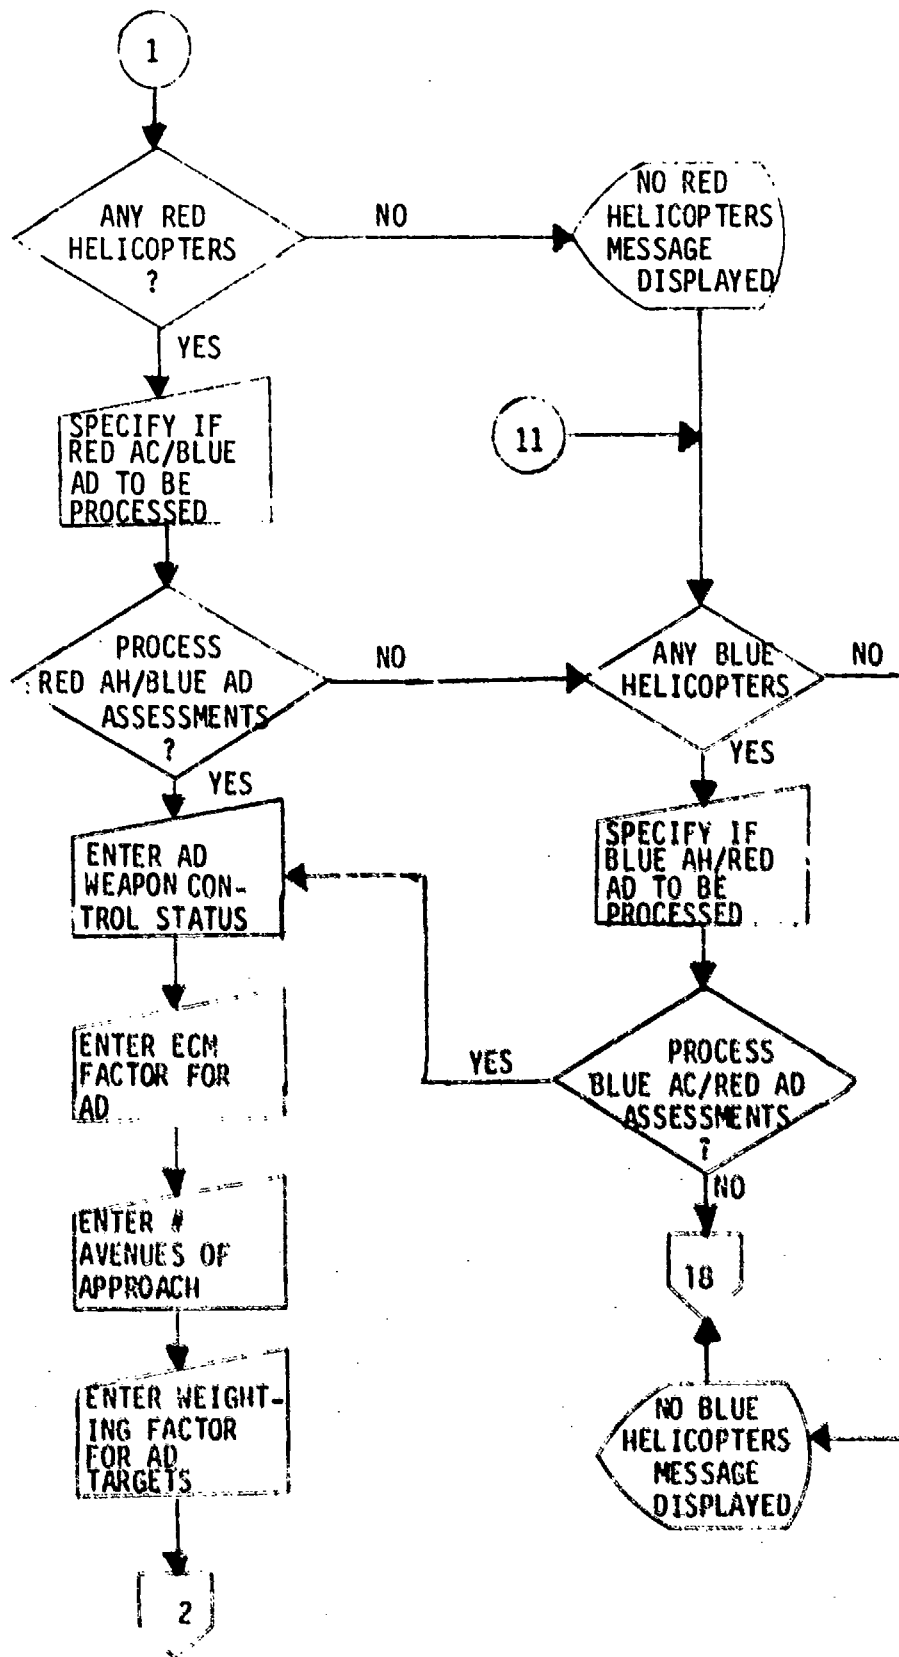 1
ANY RED
HELICOPTERS
?
NO
NO RED
HELICOPTERS
MESSAGE
DISPLAYED
YES
SPECIFY IF
RED AC/BLUE
AD TO BE
PROCESSED
11
PROCESS
RED AH/BLUE AD
ASSESSMENTS
?
NO
ANY BLUE
HELICOPTERS
NO
YES
YES
ENTER AD
WEAPON CON-
TROL STATUS
SPECIFY IF
BLUE AH/RED
AD TO BE
PROCESSED
ENTER ECM
FACTOR FOR
AD
YES
PROCESS
BLUE AC/RED AD
ASSESSMENTS
?
NO
ENTER #
AVENUES OF
APPROACH
18
ENTER WEIGHT-
ING FACTOR
FOR AD
TARGETS
NO BLUE
HELICOPTERS
MESSAGE
DISPLAYED
2